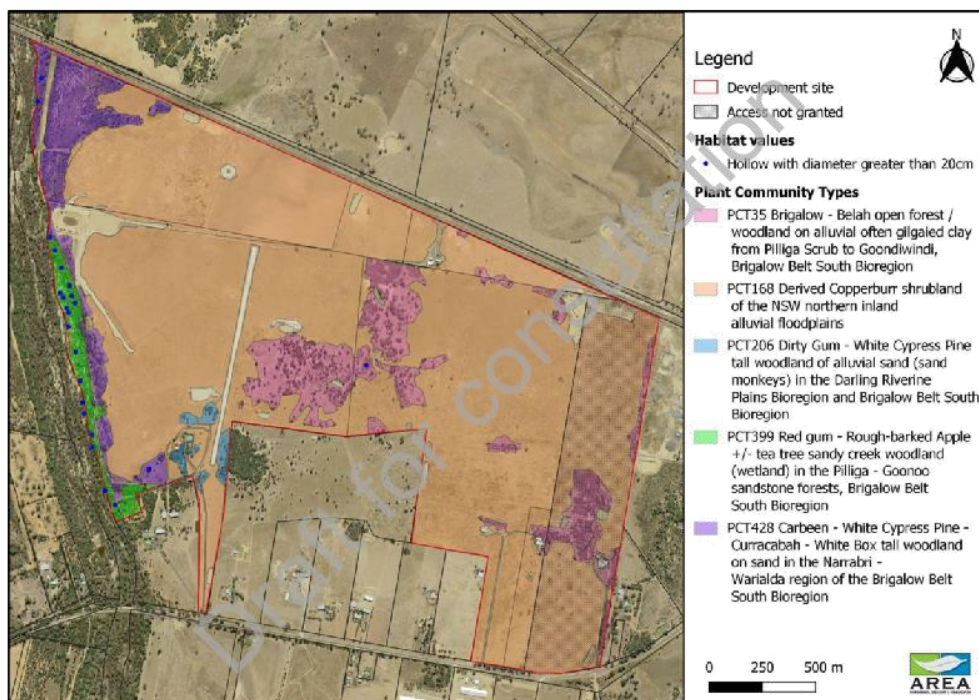 Legend
N
Development site
Access not granted
Habitat values
Hollow with diameter greater than 20cm
Plant Community Types
PCT35 Brigalow - Belah open forest /
woodland on alluvial often gilgaied clay
from Pilliga Scrub to Goondiwindi,
Brigalow Belt South Bioregion
PCT168 Derived Copperburr shrubland
of the NSW northern inland
alluvial floodplains
PCT206 Dirty Gum - White Cypress Pine
tall woodland of alluvial sand (sand
monkeys) in the Darling Riverine
Plains Bioregion and Brigalow Belt South
Bioregion
PCT399 Red gum - Rough-barked Apple
+/- tea tree sandy creek woodland
(wetland) in the Pilliga - Goonoo
sandstone forests, Brigalow Belt
South Bioregion
PCT428 Carbeen - White Cypress Pine -
Curracabah - White Box tall woodland
on sand in the Narrabri -
Warialda region of the Brigalow Belt
South Bioregion
0 250 500 m
AREA
Draft for consultation